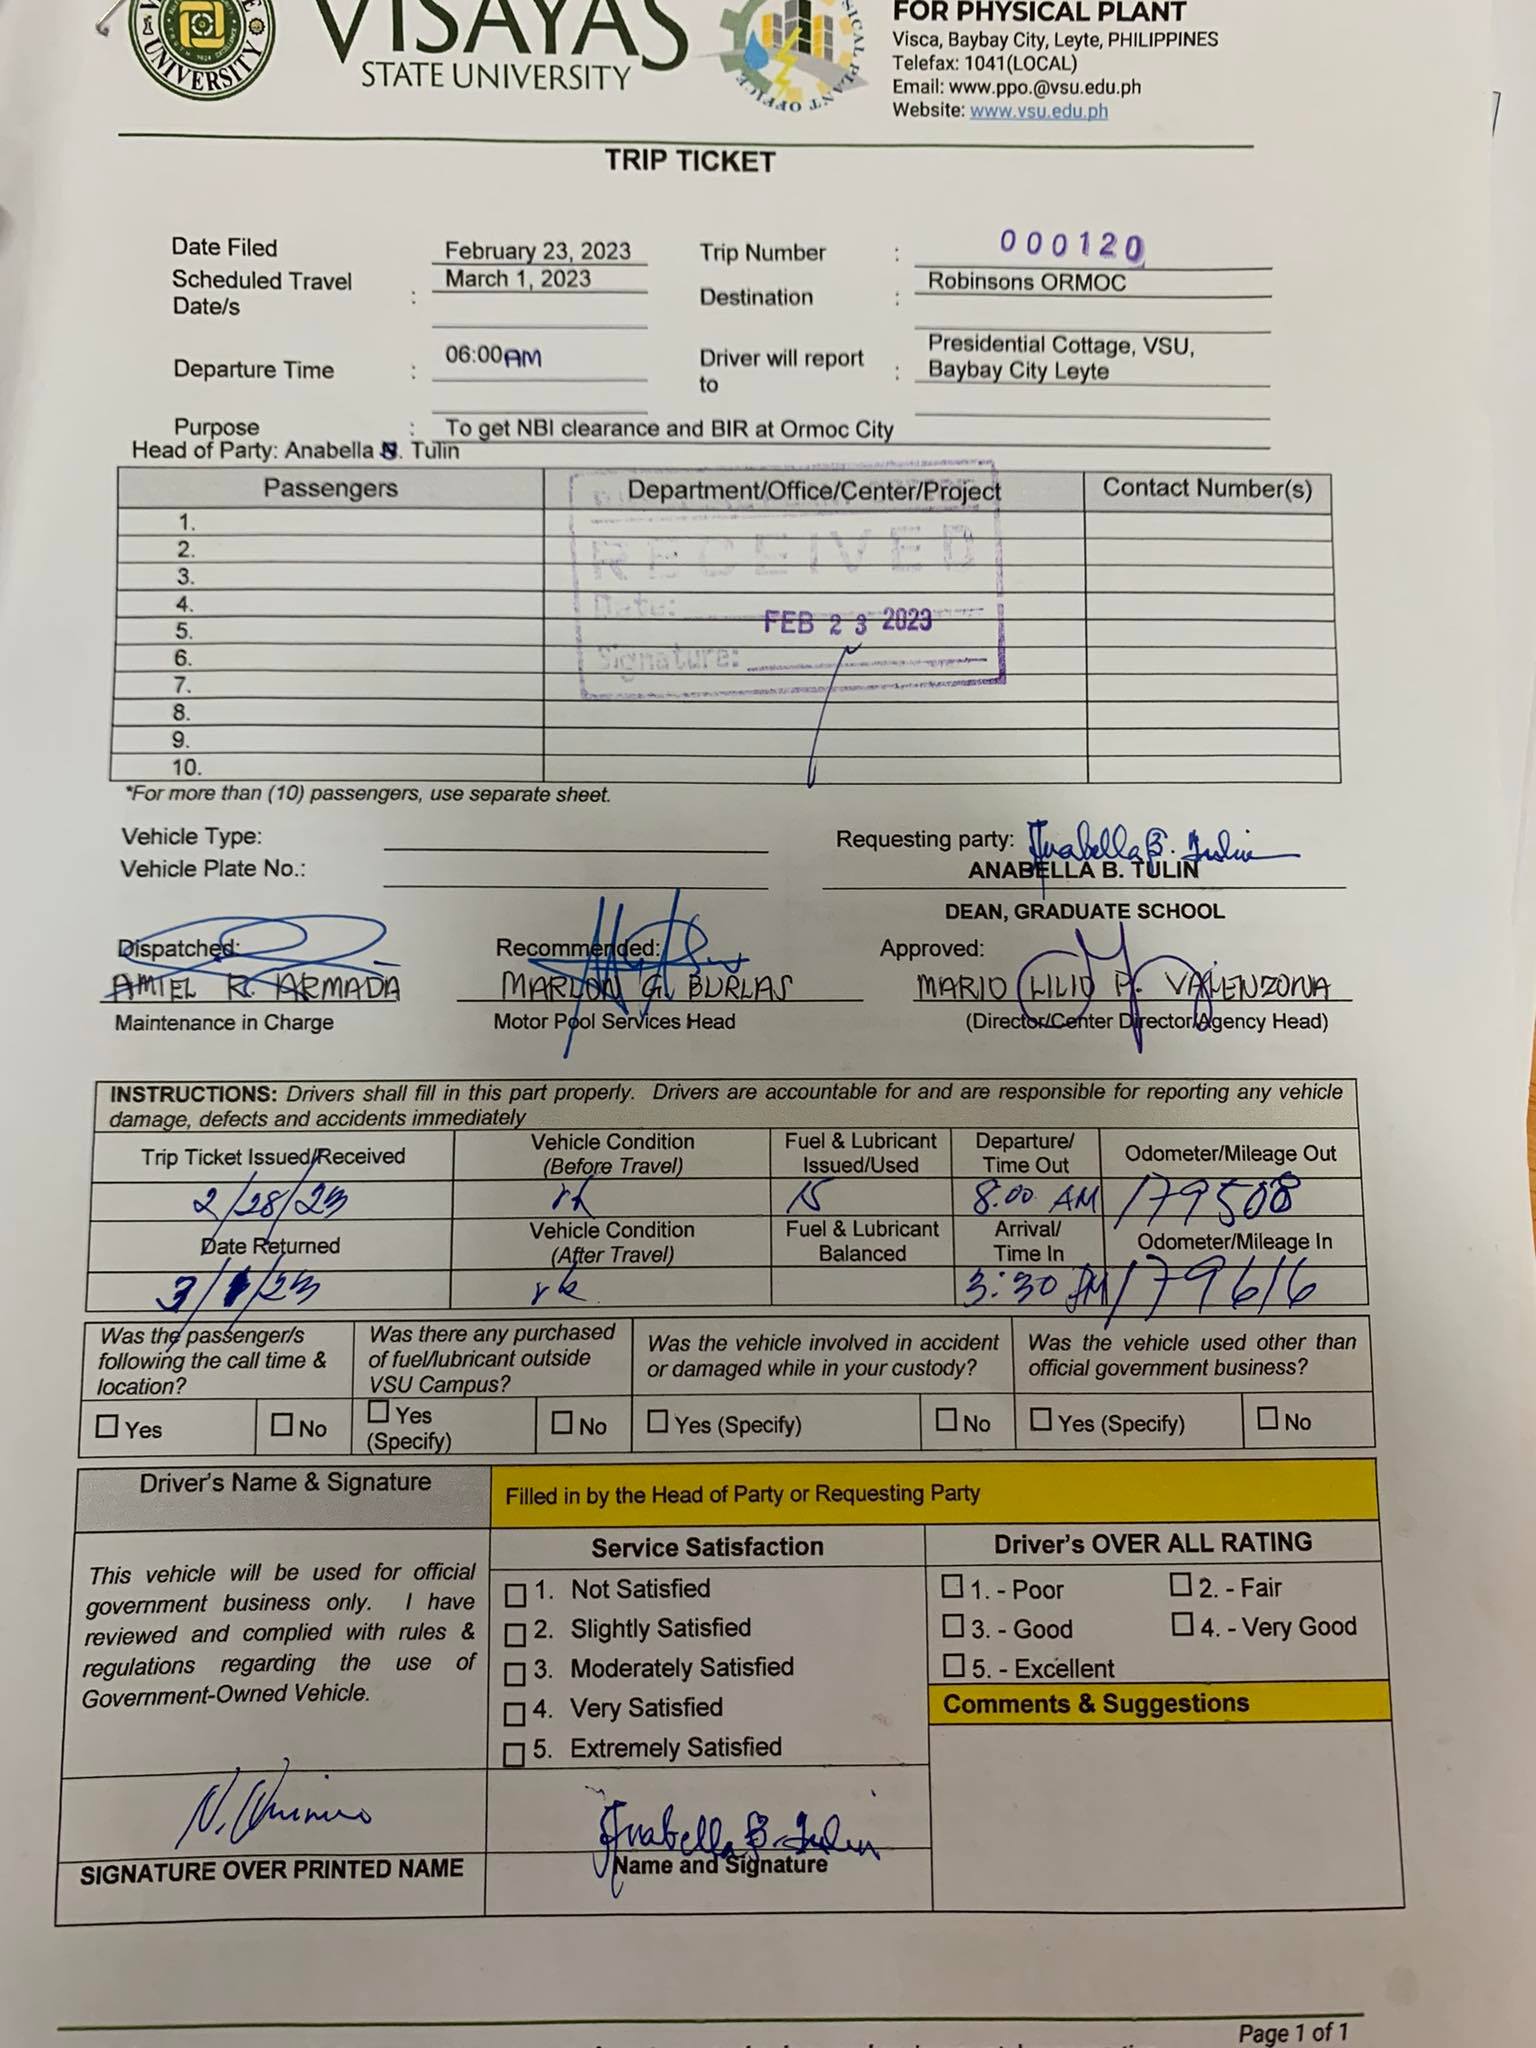 VISAYAS
STATE UNIVERSITY
UNIVERSITY
PHYSICAL PLANT OFFICE
FOR PHYSICAL PLANT
Visca, Baybay City, Leyte, PHILIPPINES
Telefax: 1041(LOCAL)
Email: www.ppo.@vsu.edu.ph
Website: www.vsu.edu.ph
TRIP TICKET
Date Filed February 23, 2023 Trip Number : 000120
Scheduled Travel Date/s : March 1, 2023 Destination : Robinsons ORMOC
Departure Time : 06:00AM Driver will report to : Presidential Cottage, VSU, Baybay City Leyte
Purpose : To get NBI clearance and BIR at Ormoc City
Head of Party: Anabella . Tulin
Passengers Department/Office/Center/Project Contact Number(s)
1.
2.
3.
4.
5.
6.
7.
8.
9.
10.
RECEIVED
Date: FEB 23 2023
Signature:
*For more than (10) passengers, use separate sheet.
Vehicle Type: Requesting party: Anabella B. Tulin
Vehicle Plate No.: ANABELLA B. TULIN
DEAN, GRADUATE SCHOOL
Dispatched: Recommended: Approved:
AMIEL R. ARMADA MARLON G. BURLAS MARIO LILIO P. VALENZONA
Maintenance in Charge Motor Pool Services Head (Director/Center Director/Agency Head)
INSTRUCTIONS: Drivers shall fill in this part properly. Drivers are accountable for and are responsible for reporting any vehicle
damage, defects and accidents immediately
Trip Ticket Issued/Received Vehicle Condition (Before Travel) Fuel & Lubricant Issued/Used Departure/ Time Out Odometer/Mileage Out
2/28/23 15 8:00 AM 179508
Date Returned Vehicle Condition (After Travel) Fuel & Lubricant Balanced Arrival/ Time In Odometer/Mileage In
3/1/23 3:30 PM 179616
Was the passenger/s following the call time & location? Was there any purchased of fuel/lubricant outside VSU Campus? Was the vehicle involved in accident or damaged while in your custody? Was the vehicle used other than official government business?
Yes No Yes (Specify) No Yes (Specify) No Yes (Specify) No
Driver's Name & Signature Filled in by the Head of Party or Requesting Party
This vehicle will be used for official
government business only. I have
reviewed and complied with rules &
regulations regarding the use of
Government-Owned Vehicle.
Service Satisfaction
1. Not Satisfied
2. Slightly Satisfied
3. Moderately Satisfied
4. Very Satisfied
5. Extremely Satisfied
Driver's OVER ALL RATING
1. - Poor 2. - Fair
3. - Good 4. - Very Good
5. - Excellent
Comments & Suggestions
Anabella B. Tulin
SIGNATURE OVER PRINTED NAME Name and Signature
Page 1 of 1